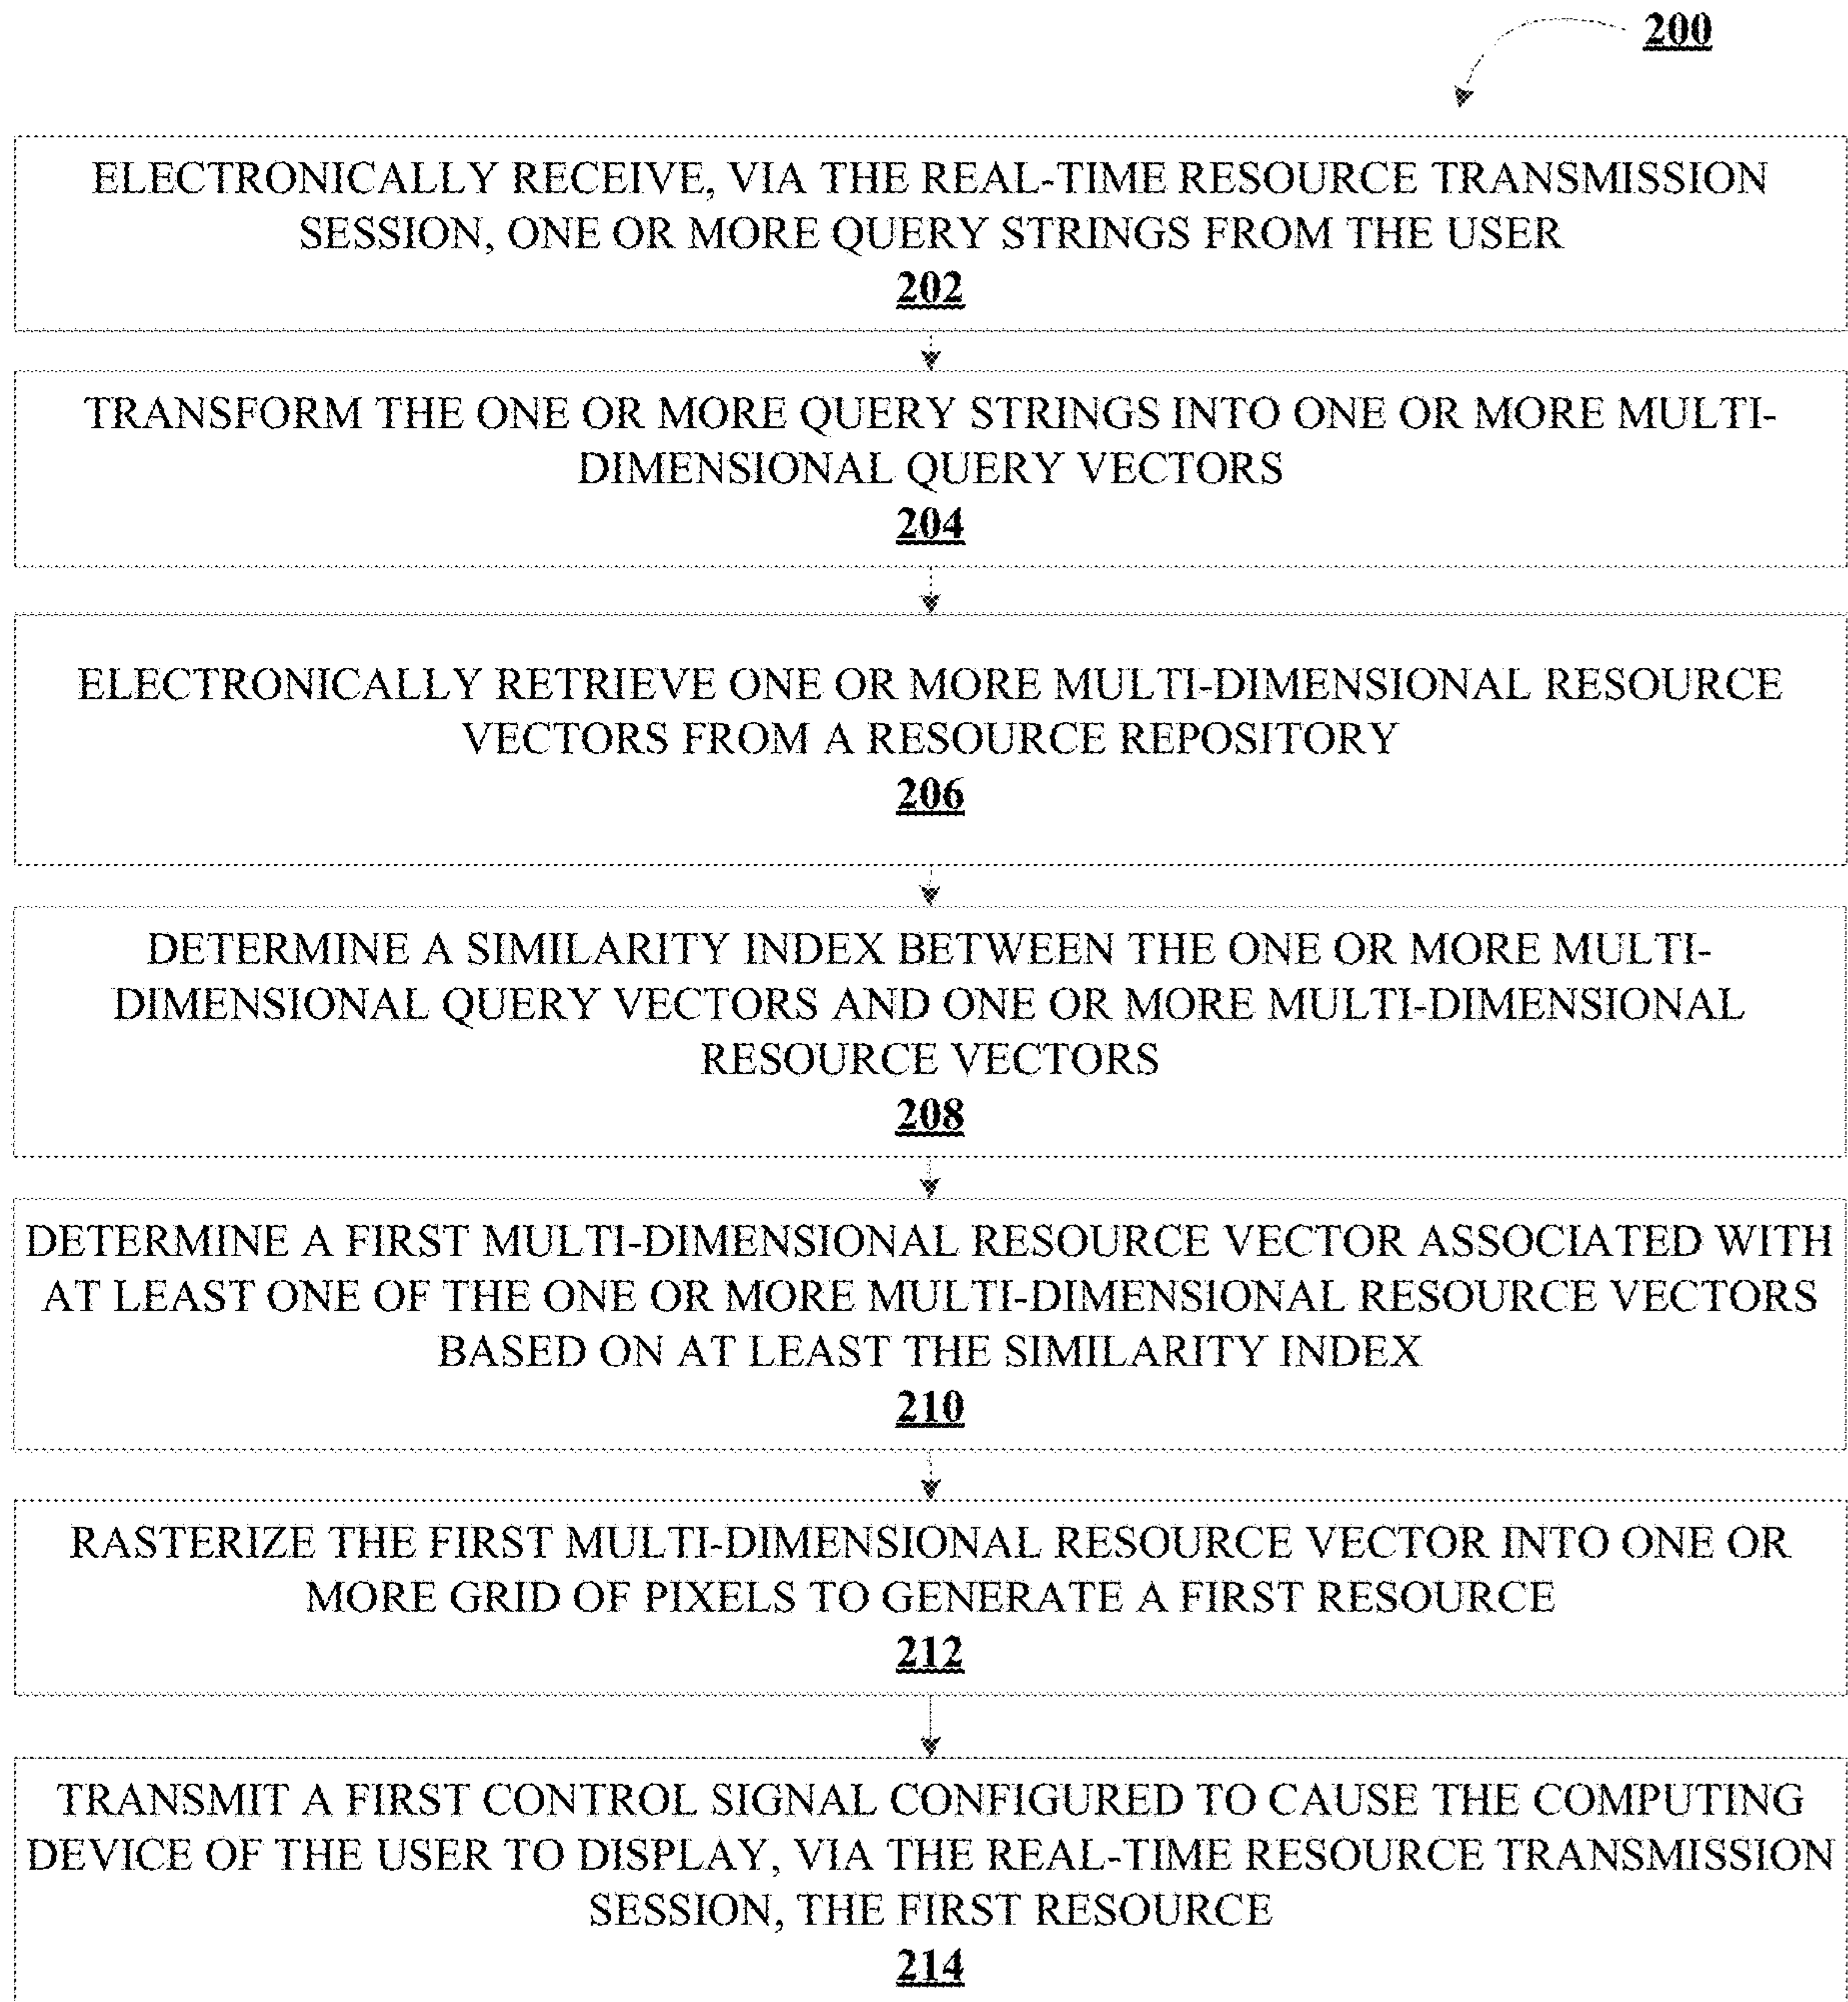 200
ELECTRONICALLY RECEIVE, VIA THE REAL-TIME RESOURCE TRANSMISSION
SESSION, ONE OR MORE QUERY STRINGS FROM THE USER
202
TRANSFORM THE ONE OR MORE QUERY STRINGS INTO ONE OR MORE MULTI-
DIMENSIONAL QUERY VECTORS
204
ELECTRONICALLY RETRIEVE ONE OR MORE MULTI-DIMENSIONAL RESOURCE
VECTORS FROM A RESOURCE REPOSITORY
206
DETERMINE A SIMILARITY INDEX BETWEEN THE ONE OR MORE MULTI-
DIMENSIONAL QUERY VECTORS AND ONE OR MORE MULTI-DIMENSIONAL
RESOURCE VECTORS
208
DETERMINE A FIRST MULTI-DIMENSIONAL RESOURCE VECTOR ASSOCIATED WITH
AT LEAST ONE OF THE ONE OR MORE MULTI-DIMENSIONAL RESOURCE VECTORS
BASED ON AT LEAST THE SIMILARITY INDEX
210
RASTERIZE THE FIRST MULTI-DIMENSIONAL RESOURCE VECTOR INTO ONE OR
MORE GRID OF PIXELS TO GENERATE A FIRST RESOURCE
212
TRANSMIT A FIRST CONTROL SIGNAL CONFIGURED TO CAUSE THE COMPUTING
DEVICE OF THE USER TO DISPLAY, VIA THE REAL-TIME RESOURCE TRANSMISSION
SESSION, THE FIRST RESOURCE
214